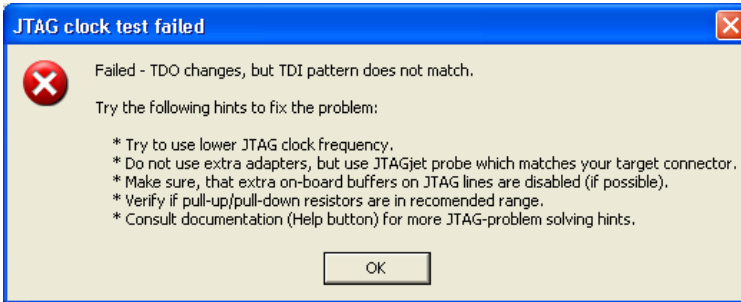 JTAG clock test failed
Failed - TDO changes, but TDI pattern does not match.
Try the following hints to fix the problem:
* Try to use lower JTAG clock frequency.
* Do not use extra adapters, but use JTAGjet probe which matches your target connector.
* Make sure, that extra on-board buffers on JTAG lines are disabled (if possible).
* Verify if pull-up/pull-down resistors are in recomended range.
* Consult documentation (Help button) for more JTAG-problem solving hints.
OK